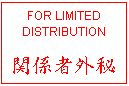 FOR LIMITED
DISTRIBUTION
関係者外秘